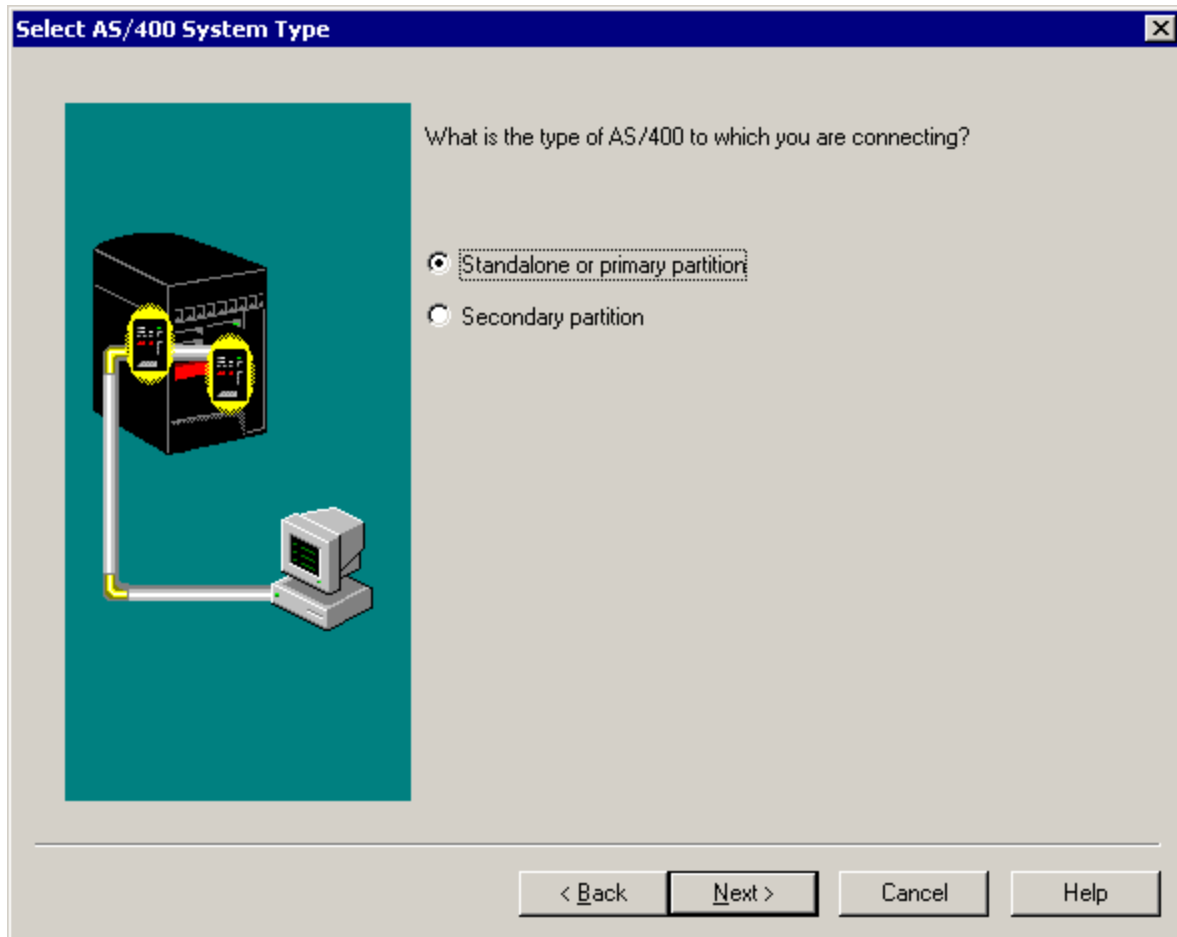 Select AS/400 System Type
What is the type of AS/400 to which you are connecting?
Standalone or primary partition
Secondary partition
< Back
Next >
Cancel
Help